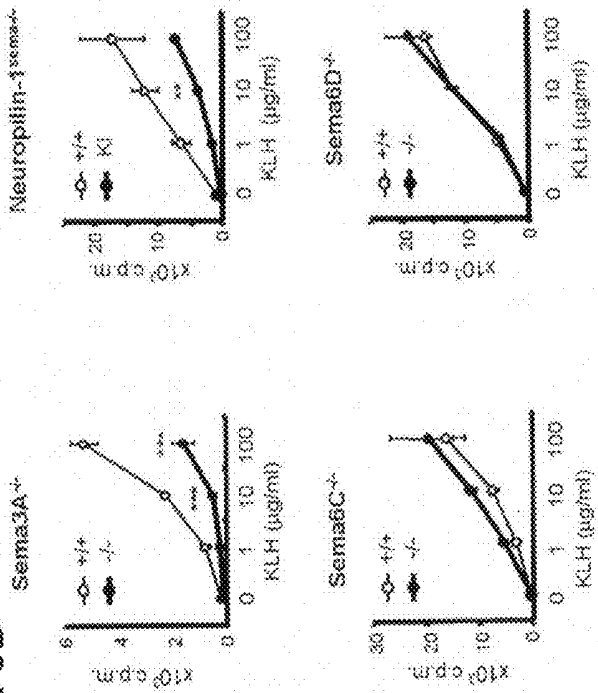 Sema3A-/-
+/+
-/-
6
2
0
x10³ c.p.m.
0 1 10 100
KLH (µg/ml)
***
***
Neuropilin-1sema-/-
+/+
KI
20
10
0
x10³ c.p.m.
0 1 10 100
KLH (µg/ml)
**
Sema6C-/-
+/+
-/-
30
20
10
0
x10³ c.p.m.
0 1 10 100
KLH (µg/ml)
Sema6D-/-
+/+
-/-
20
10
0
x10³ c.p.m.
0 1 10 100
KLH (µg/ml)